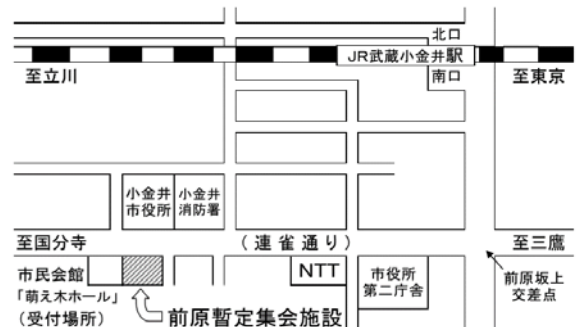 北口
JR武蔵小金井駅
至立川
南口
至東京
小金井
市役所
小金井
消防署
至国分寺
(連雀通り)
至三鷹
市民会館
「萌え木ホール」
(受付場所)
前原暫定集会施設
NTT
市役所
第二庁舎
前原坂上
交差点